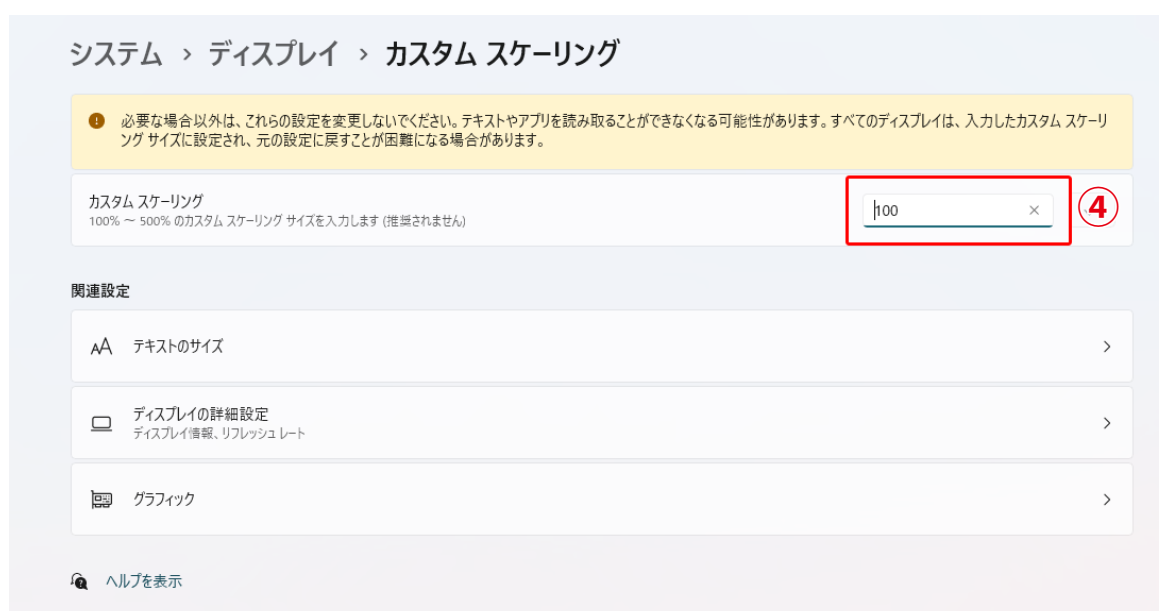 システム › ディスプレイ › カスタム スケーリング
必要な場合以外は、これらの設定を変更しないでください。テキストやアプリを読み取ることができなくなる可能性があります。すべてのディスプレイは、入力したカスタム スケーリ
ング サイズに設定され、元の設定に戻すことが困難になる場合があります。
カスタム スケーリング
100% ～ 500% のカスタム スケーリング サイズを入力します (推奨されません)
100
④
関連設定
テキストのサイズ
ディスプレイの詳細設定
ディスプレイ情報、リフレッシュ レート
グラフィック
ヘルプを表示